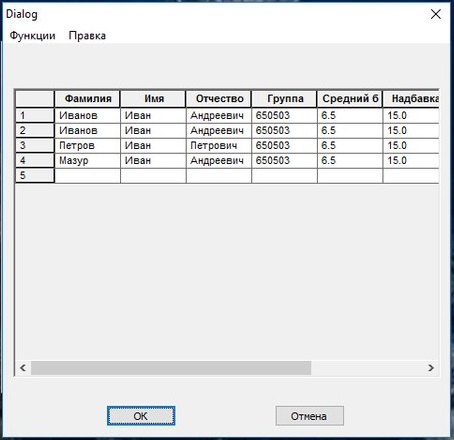 Dialog
Функции Правка
Фамилия Имя Отчество Группа Средний б Надбавка
1 Иванов Иван Андреевич 650503 6.5 15.0
2 Иванов Иван Андреевич 650503 6.5 15.0
3 Петров Иван Петрович 650503 6.5 15.0
4 Мазур Иван Андреевич 650503 6.5 15.0
5
OK Отмена